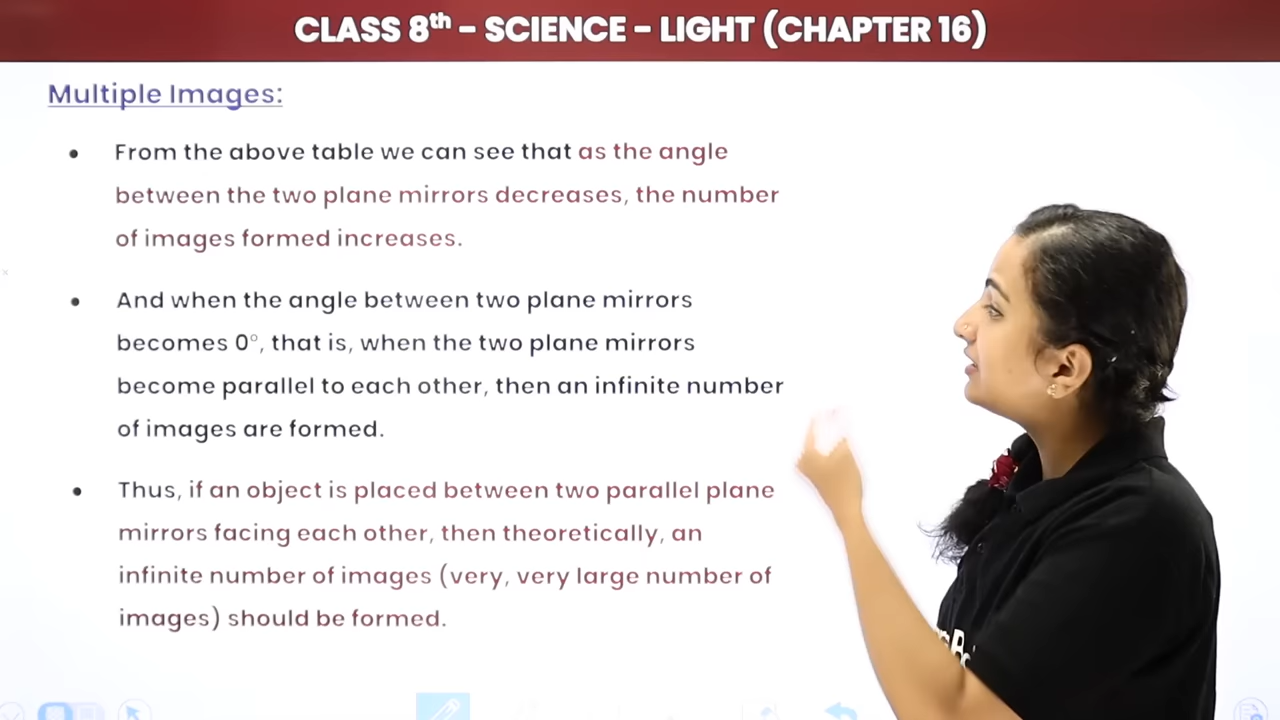 CLASS 8th – SCIENCE – LIGHT (CHAPTER 16)
Multiple Images:
• From the above table we can see that as the angle
between the two plane mirrors decreases, the number
of images formed increases.
• And when the angle between two plane mirrors
becomes 0°, that is, when the two plane mirrors
become parallel to each other, then an infinite number
of images are formed.
• Thus, if an object is placed between two parallel plane
mirrors facing each other, then theoretically, an
infinite number of images (very, very large number of
images) should be formed.